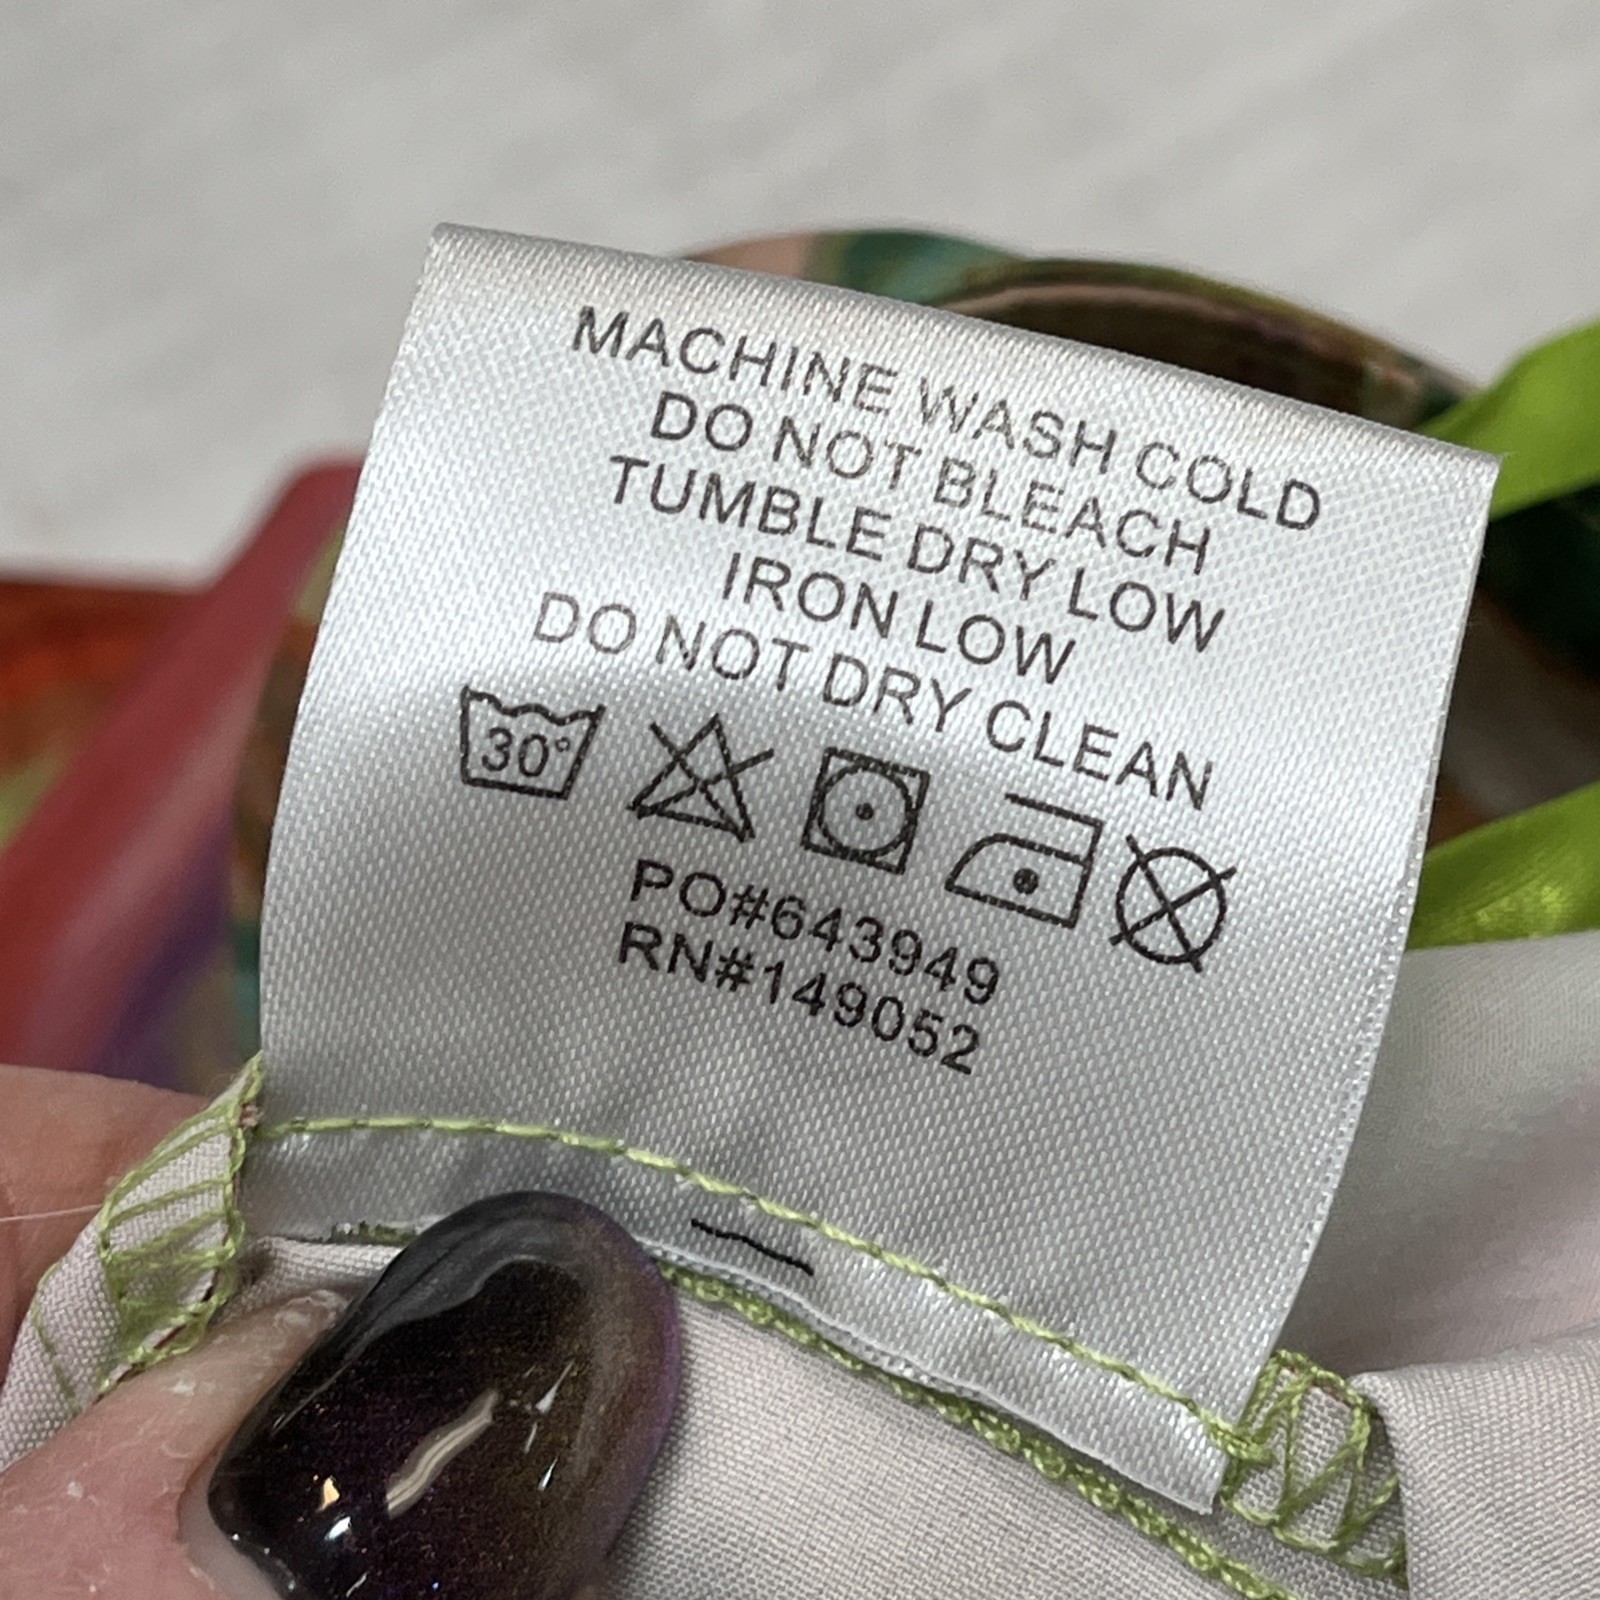 MACHINE WASH COLD
DO NOT BLEACH
TUMBLE DRY LOW
IRON LOW
DO NOT DRY CLEAN
30°
PO#643949
RN#149052